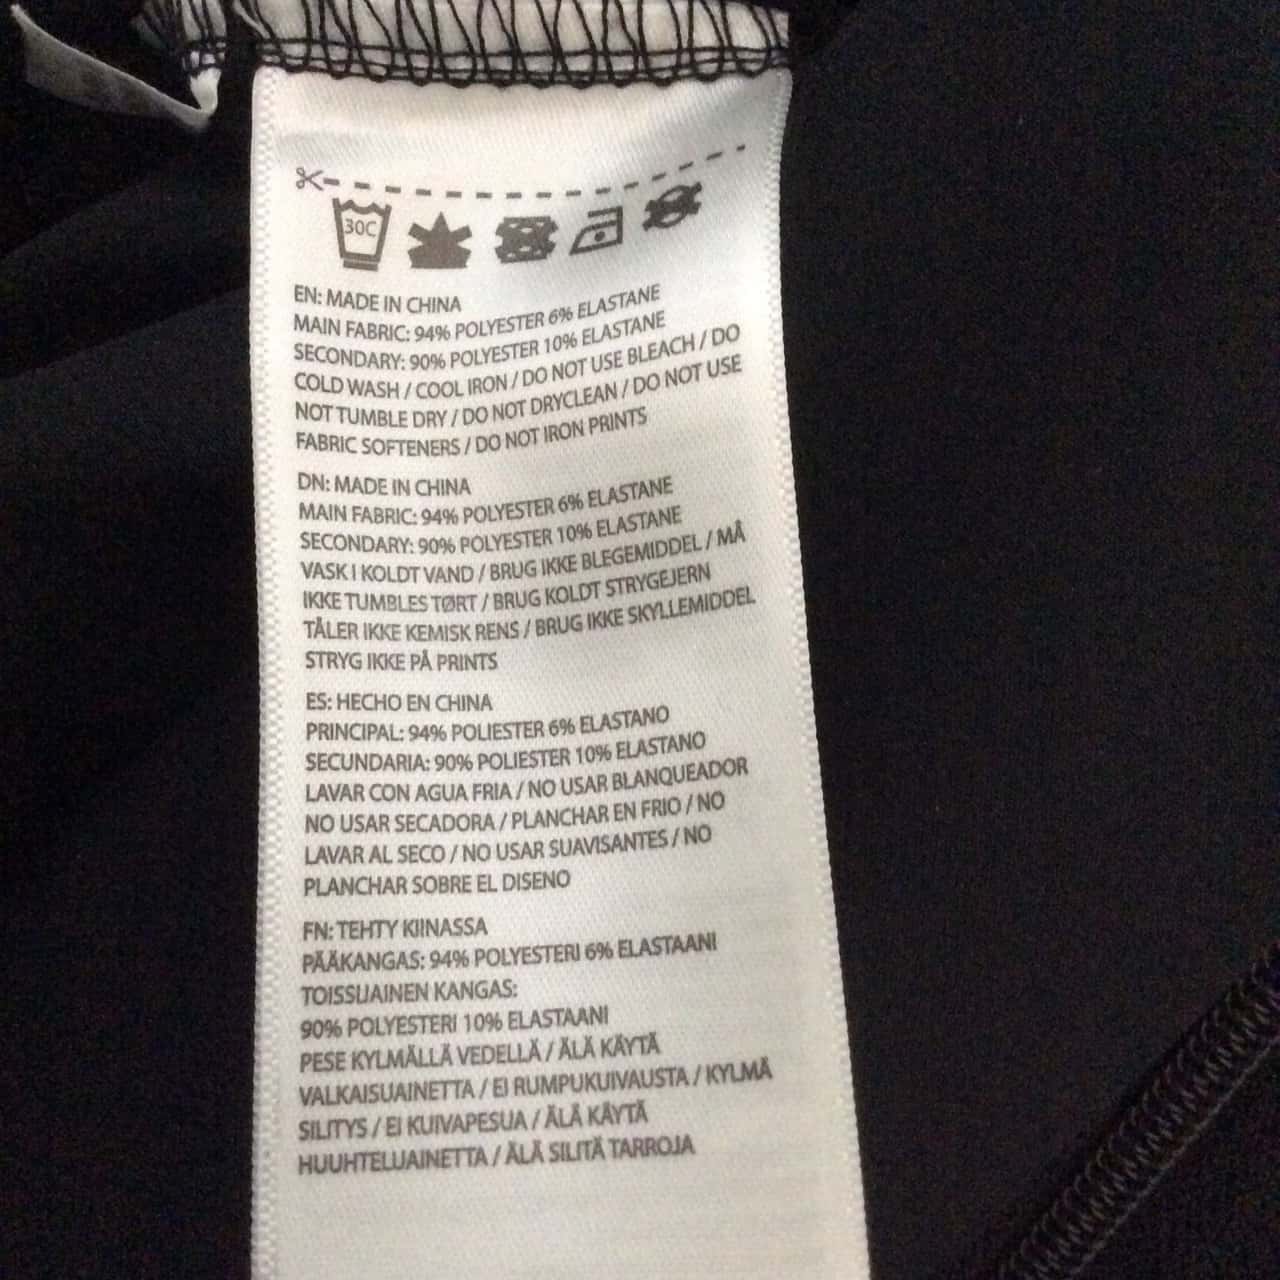 30C
EN: MADE IN CHINA
MAIN FABRIC: 94% POLYESTER 6% ELASTANE
SECONDARY: 90% POLYESTER 10% ELASTANE
COLD WASH / COOL IRON / DO NOT USE BLEACH / DO
NOT TUMBLE DRY / DO NOT DRYCLEAN / DO NOT USE
FABRIC SOFTENERS / DO NOT IRON PRINTS
DN: MADE IN CHINA
MAIN FABRIC: 94% POLYESTER 6% ELASTANE
SECONDARY: 90% POLYESTER 10% ELASTANE
VASK I KOLDT VAND / BRUG IKKE BLEGEMIDDEL / MÅ
IKKE TUMBLES TØRT / BRUG KOLDT STRYGEJERN
TÅLER IKKE KEMISK RENS / BRUG IKKE SKYLLEMIDDEL
STRYG IKKE PÅ PRINTS
ES: HECHO EN CHINA
PRINCIPAL: 94% POLIESTER 6% ELASTANO
SECUNDARIA: 90% POLIESTER 10% ELASTANO
LAVAR CON AGUA FRIA / NO USAR BLANQUEADOR
NO USAR SECADORA / PLANCHAR EN FRIO / NO
LAVAR AL SECO / NO USAR SUAVISANTES / NO
PLANCHAR SOBRE EL DISENO
FN: TEHTY KIINASSA
PÄÄKANGAS: 94% POLYESTERI 6% ELASTAANI
TOISSIJAINEN KANGAS:
90% POLYESTERI 10% ELASTAANI
PESE KYLMÄLLÄ VEDELLÄ / ÄLÄ KÄYTÄ
VALKAISUAINETTA / EI RUMPUKUIVAUSTA / KYLMÄ
SILITYS / EI KUIVAPESUA / ÄLÄ KÄYTÄ
HUUHTELUAINETTA / ÄLÄ SILITÄ TARROJA